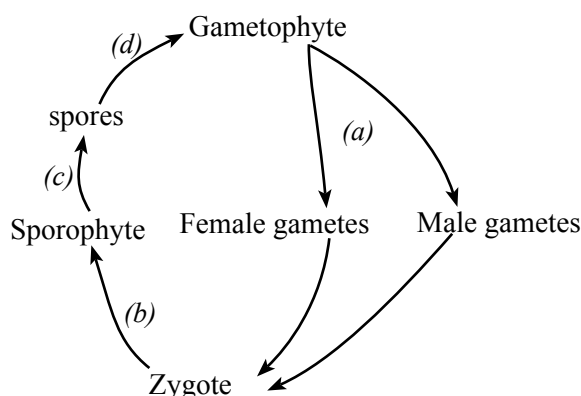 Gametophyte
(d)
spores
(a)
(c)
Sporophyte
Female gametes
Male gametes
(b)
Zygote